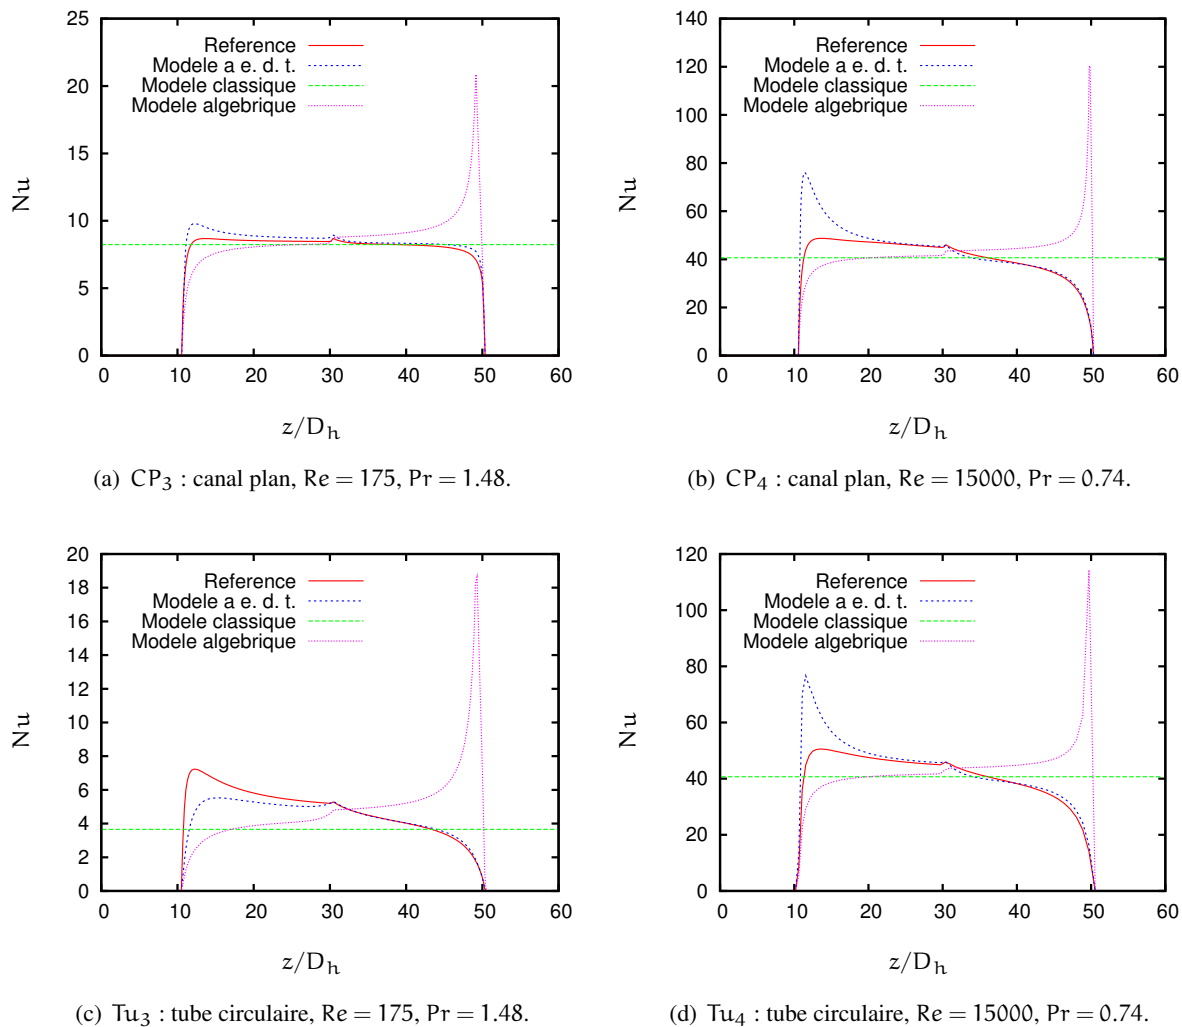 25
20
15
10
5
0
Nu
Reference
Modele a e. d. t.
Modele classique
Modele algebrique
0 10 20 30 40 50 60
z/Dh
(a) CP3 : canal plan, Re = 175, Pr = 1.48.
140
120
100
80
60
40
20
0
Nu
Reference
Modele a e. d. t.
Modele classique
Modele algebrique
0 10 20 30 40 50 60
z/Dh
(b) CP4 : canal plan, Re = 15000, Pr = 0.74.
20
18
16
14
12
10
8
6
4
2
0
Nu
Reference
Modele a e. d. t.
Modele classique
Modele algebrique
0 10 20 30 40 50 60
z/Dh
(c) Tu3 : tube circulaire, Re = 175, Pr = 1.48.
120
100
80
60
40
20
0
Nu
Reference
Modele a e. d. t.
Modele classique
Modele algebrique
0 10 20 30 40 50 60
z/Dh
(d) Tu4 : tube circulaire, Re = 15000, Pr = 0.74.